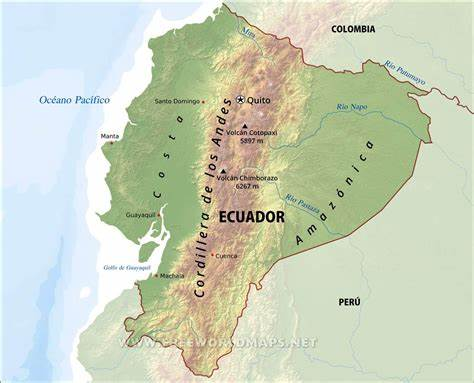 COLOMBIA
Mira
Río Putumayo
Océano Pacífico
Santo Domingo
Quito
Río Napo
Manta
Volcán Cotopaxi
5897 m
Costa
Cordillera de los Andes
Amazónica
Volcán Chimborazo
6267 m
Río Pastaza
Guayaquil
ECUADOR
Cuenca
Golfo de Guayaquil
Machala
PERÚ
WWW.FREEWORLDMAPS.NET